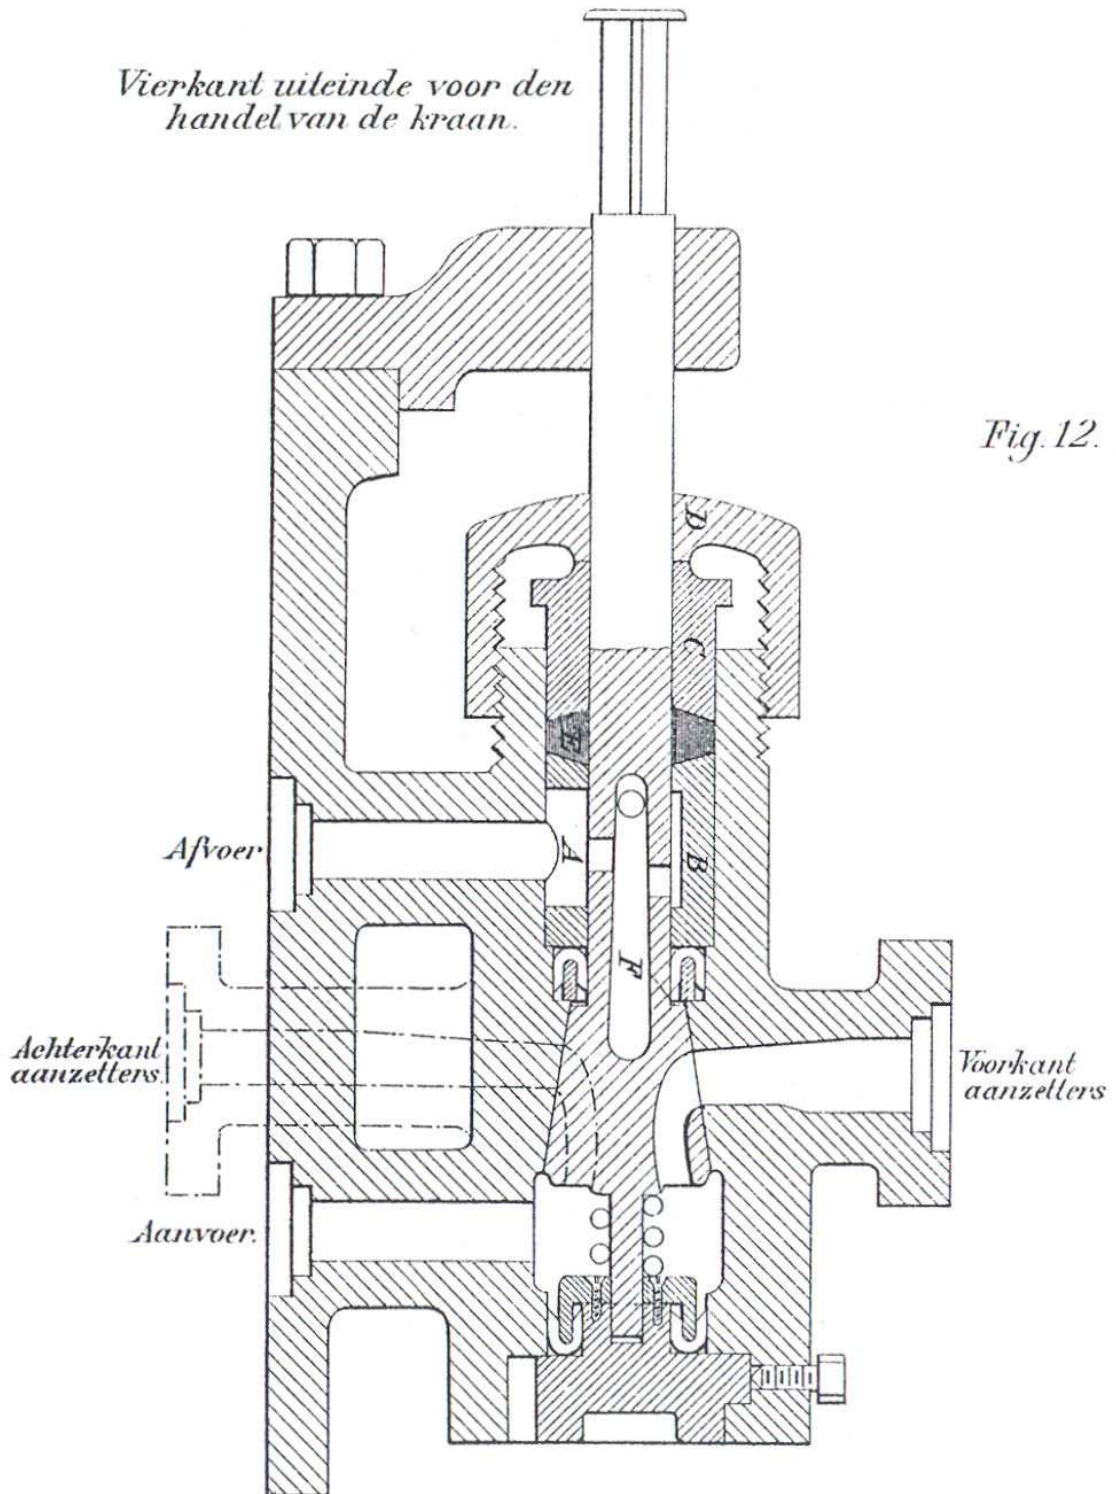 Vierkant uiteinde voor den
handel van de kraan.
Fig. 12.
D
C
E
Afvoer
A
B
F
Achterkant
aanzetters.
Voorkant
aanzetters
Aanvoer.